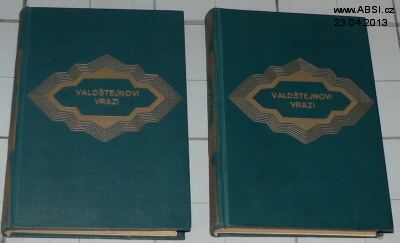 www.ABSI.cz
23.04.2013
VALDŠTEJNOVI
VRAZI
VALDŠTEJNOVI
VRAZI